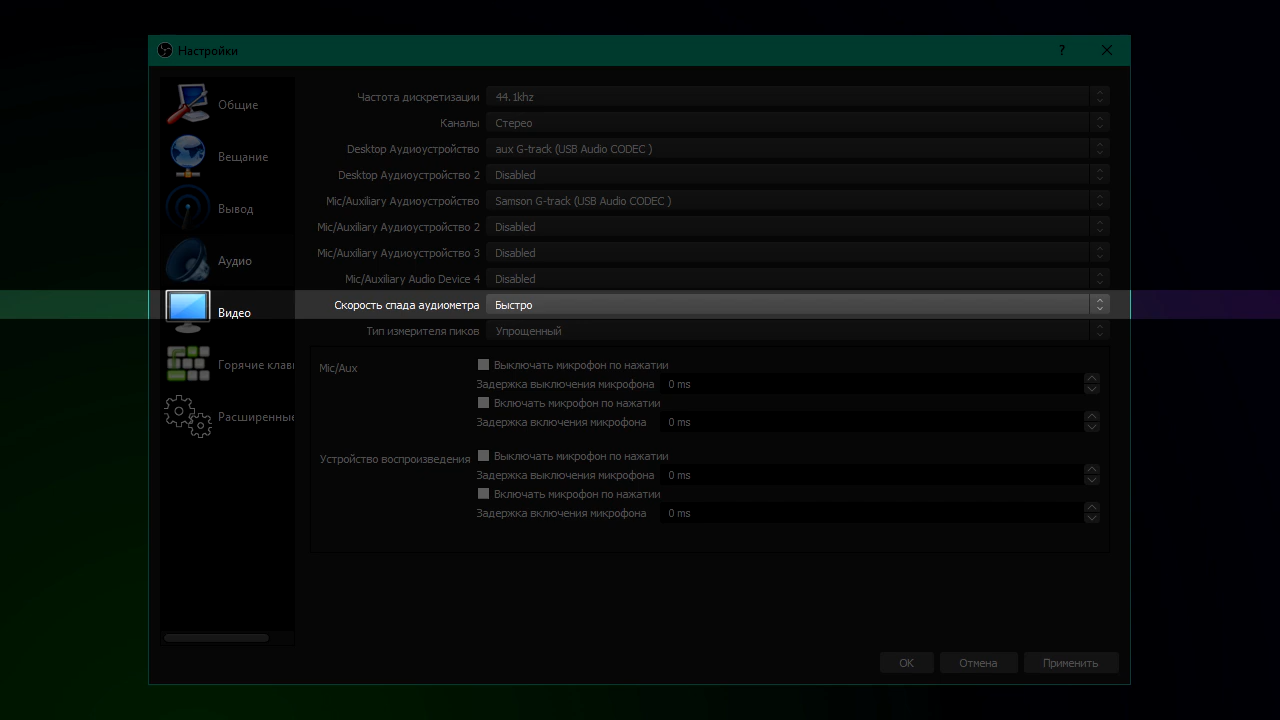 Настройки
?
Общие
Вещание
Вывод
Аудио
Видео
Горячие клав
Расширенные
Частота дискретизации 44.1khz
Каналы Стерео
Desktop Аудиоустройство aux G-track (USB Audio CODEC )
Desktop Аудиоустройство 2 Disabled
Mic/Auxiliary Аудиоустройство Samson G-track (USB Audio CODEC )
Mic/Auxiliary Аудиоустройство 2 Disabled
Mic/Auxiliary Аудиоустройство 3 Disabled
Mic/Auxiliary Audio Device 4 Disabled
Скорость спада аудиометра Быстро
Тип измерителя пиков Упрощенный
Mic/Aux Выключать микрофон по нажатии
Задержка выключения микрофона 0 ms
Включать микрофон по нажатии
Задержка включения микрофона 0 ms
Устройство воспроизведения Выключать микрофон по нажатии
Задержка выключения микрофона 0 ms
Включать микрофон по нажатии
Задержка включения микрофона 0 ms
OK Отмена Применить